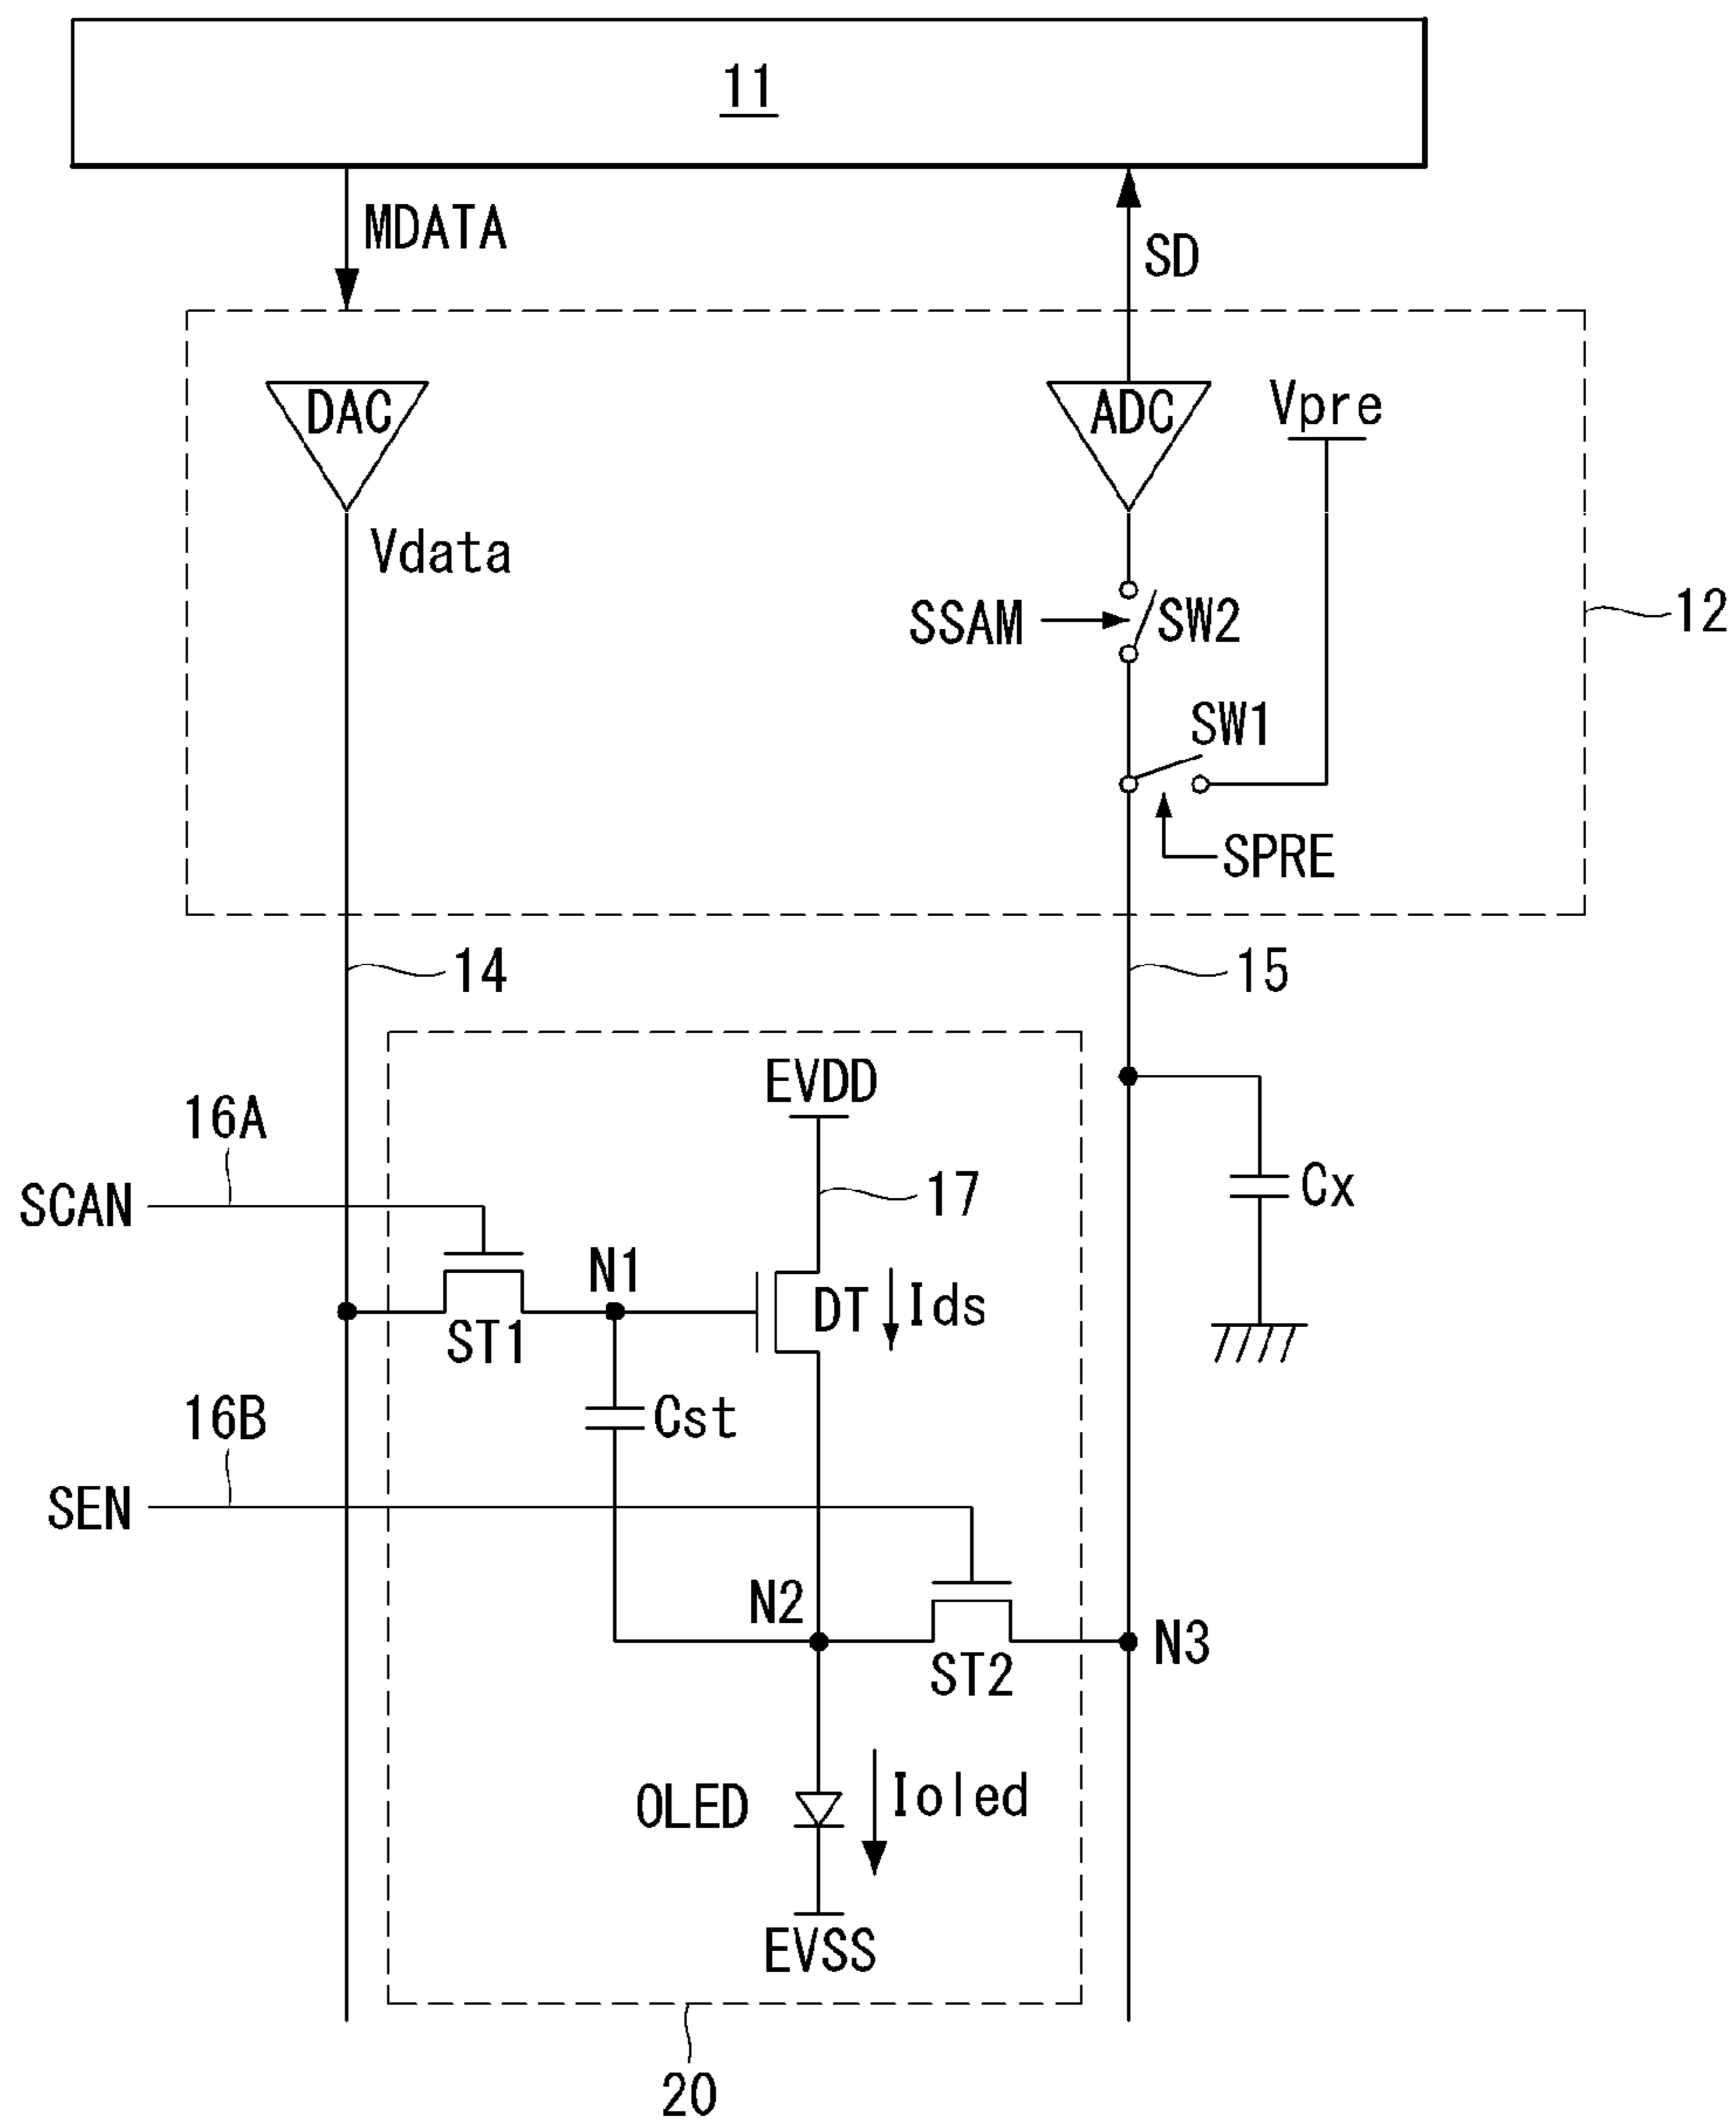 11
MDATA
SD
DAC
ADC
Vpre
Vdata
SSAM
SW2
12
SW1
SPRE
14
15
EVDD
16A
17
Cx
SCAN
N1
DT
Ids
ST1
16B
Cst
SEN
N2
N3
ST2
OLED
Ioled
EVSS
20